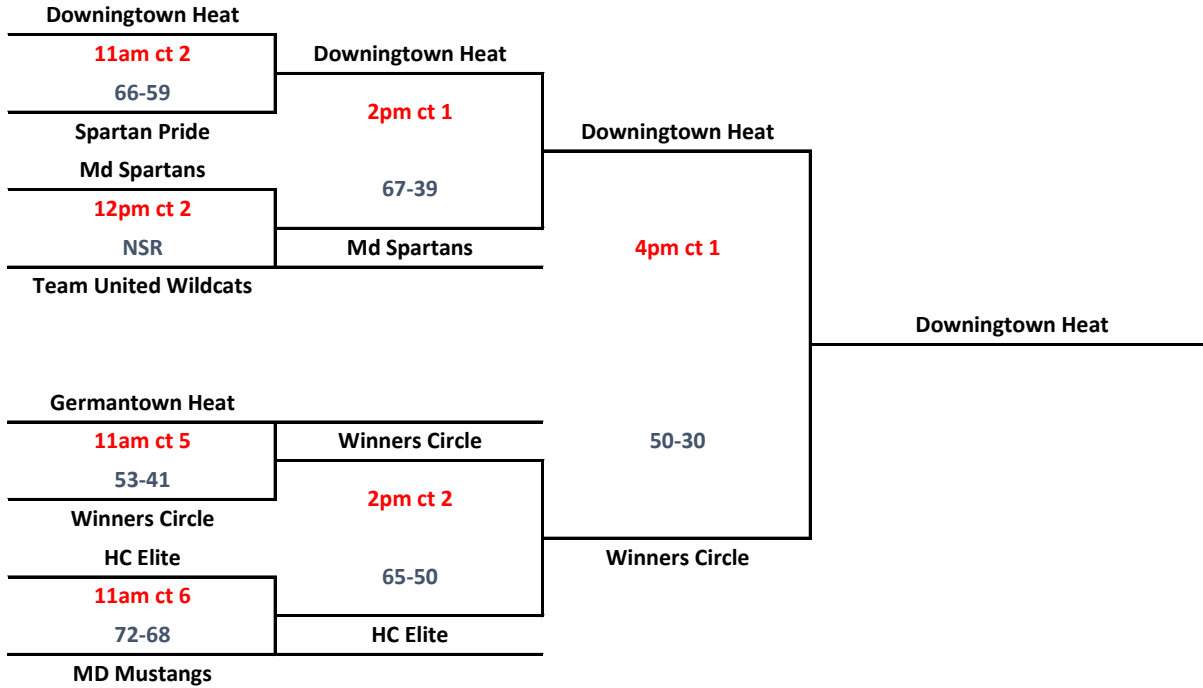 Downingtown Heat
11am ct 2
66-59
Spartan Pride
Md Spartans
12pm ct 2
NSR
Team United Wildcats
Germantown Heat
11am ct 5
53-41
Winners Circle
HC Elite
11am ct 6
72-68
MD Mustangs
Downingtown Heat
2pm ct 1
67-39
Md Spartans
Winners Circle
2pm ct 2
65-50
HC Elite
Downingtown Heat
4pm ct 1
50-30
Winners Circle
Downingtown Heat